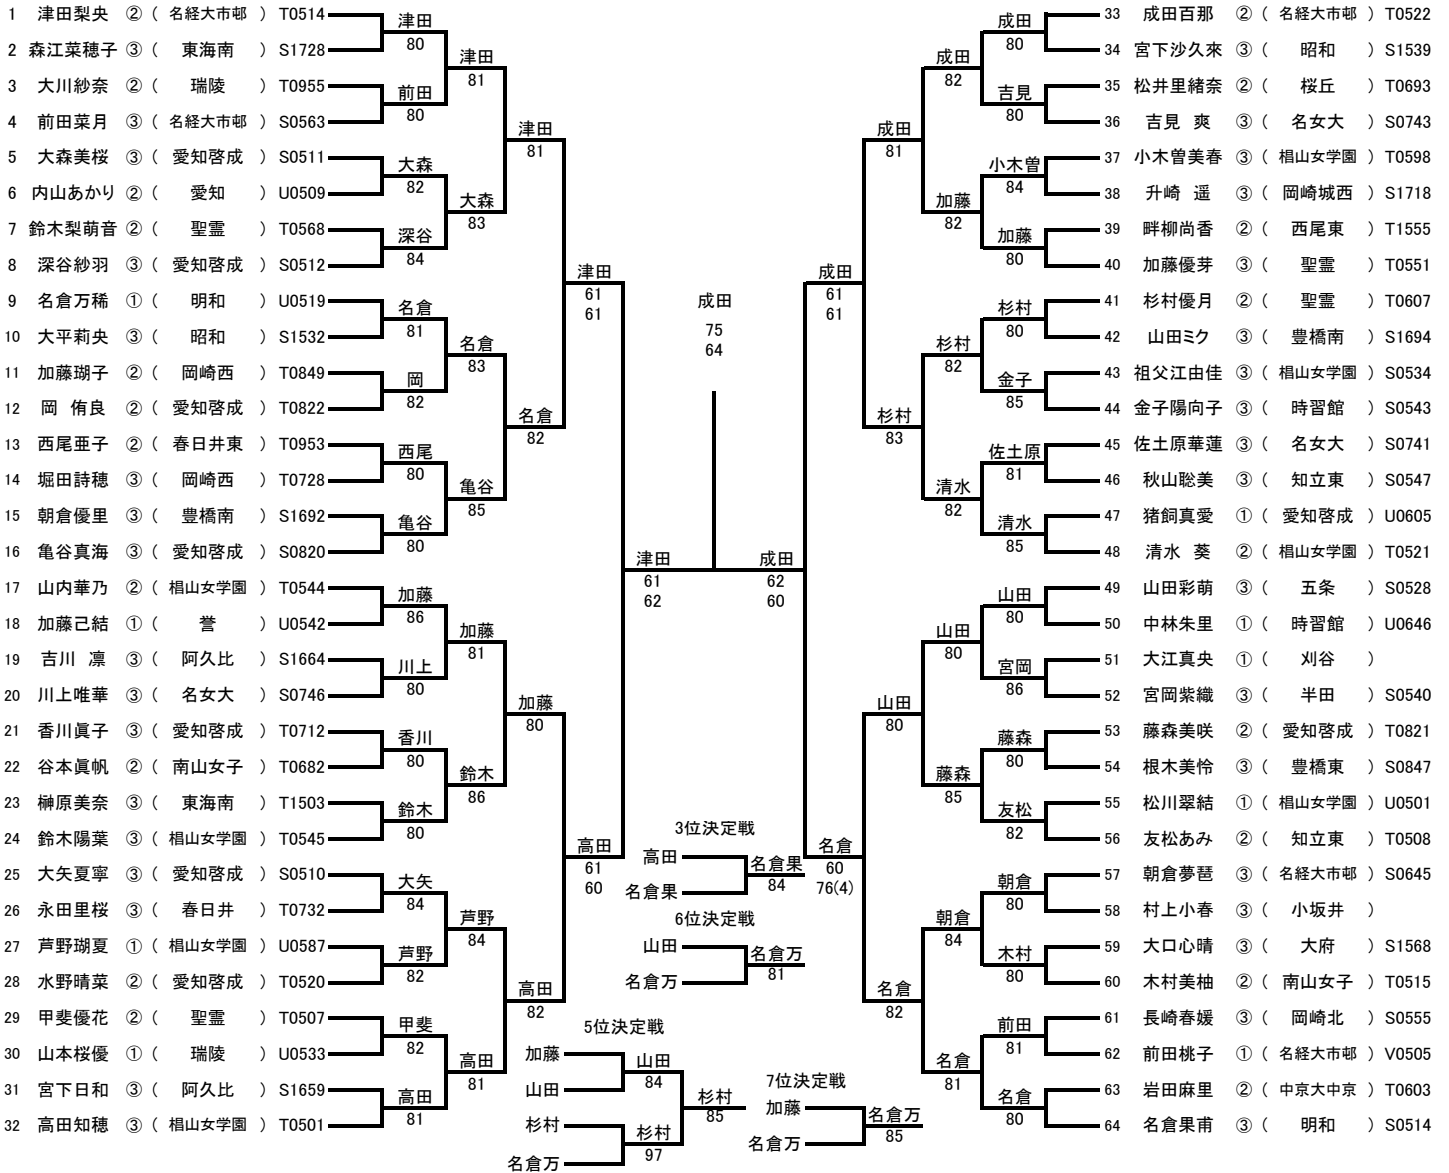 1 津田梨央 ② ( 名経大市邨 ) T0514
2 森江菜穂子 ③ ( 東海南 ) S1728
3 大川紗奈 ② ( 瑞陵 ) T0955
4 前田菜月 ③ ( 名経大市邨 ) S0563
5 大森美桜 ③ ( 愛知啓成 ) S0511
6 内山あかり ② ( 愛知 ) U0509
7 鈴木梨萌音 ② ( 聖霊 ) T0568
8 深谷紗羽 ③ ( 愛知啓成 ) S0512
9 名倉万稀 ① ( 明和 ) U0519
10 大平莉央 ③ ( 昭和 ) S1532
11 加藤瑚子 ② ( 岡崎西 ) T0849
12 岡 侑良 ② ( 愛知啓成 ) T0822
13 西尾亜子 ② ( 春日井東 ) T0953
14 堀田詩穂 ③ ( 岡崎西 ) T0728
15 朝倉優里 ③ ( 豊橋南 ) S1692
16 亀谷真海 ③ ( 愛知啓成 ) S0820
17 山内華乃 ② ( 椙山女学園 ) T0544
18 加藤己結 ① ( 誉 ) U0542
19 吉川 凛 ③ ( 阿久比 ) S1664
20 川上唯華 ③ ( 名女大 ) S0746
21 香川眞子 ③ ( 愛知啓成 ) T0712
22 谷本眞帆 ② ( 南山女子 ) T0682
23 榊原美奈 ③ ( 東海南 ) T1503
24 鈴木陽葉 ③ ( 椙山女学園 ) T0545
25 大矢夏寧 ③ ( 愛知啓成 ) S0510
26 永田里桜 ③ ( 春日井 ) T0732
27 芦野瑚夏 ① ( 椙山女学園 ) U0587
28 水野晴菜 ② ( 愛知啓成 ) T0520
29 甲斐優花 ② ( 聖霊 ) T0507
30 山本桜優 ① ( 瑞陵 ) U0533
31 宮下日和 ③ ( 阿久比 ) S1659
32 高田知穂 ③ ( 椙山女学園 ) T0501
津田
80
前田
80
大森
82
深谷
84
名倉
81
岡
82
西尾
80
亀谷
80
加藤
86
川上
80
香川
80
鈴木
80
大矢
84
芦野
82
甲斐
82
高田
81
津田
81
大森
83
名倉
83
亀谷
85
加藤
81
鈴木
86
芦野
84
高田
81
津田
81
名倉
82
加藤
80
高田
82
津田
61
61
高田
61
60
津田
61
62
成田
75
64
成田
62
60
成田
61
61
名倉
60
76(4)
成田
81
杉村
83
山田
80
名倉
82
成田
82
加藤
82
杉村
82
清水
82
山田
80
藤森
85
朝倉
84
名倉
81
成田
80
吉見
80
小木曽
84
加藤
80
杉村
80
金子
85
佐土原
81
清水
85
山田
80
宮岡
86
藤森
80
友松
82
朝倉
80
木村
80
前田
81
名倉
80
33 成田百那 ② ( 名経大市邨 ) T0522
34 宮下沙久來 ③ ( 昭和 ) S1539
35 松井里緒奈 ② ( 桜丘 ) T0693
36 吉見 爽 ③ ( 名女大 ) S0743
37 小木曽美春 ③ ( 椙山女学園 ) T0598
38 升崎 遥 ③ ( 岡崎城西 ) S1718
39 畔柳尚香 ② ( 西尾東 ) T1555
40 加藤優芽 ③ ( 聖霊 ) T0551
41 杉村優月 ② ( 聖霊 ) T0607
42 山田ミク ③ ( 豊橋南 ) S1694
43 祖父江由佳 ③ ( 椙山女学園 ) S0534
44 金子陽向子 ③ ( 時習館 ) S0543
45 佐土原華蓮 ③ ( 名女大 ) S0741
46 秋山聡美 ③ ( 知立東 ) S0547
47 猪飼真愛 ① ( 愛知啓成 ) U0605
48 清水 葵 ② ( 椙山女学園 ) T0521
49 山田彩萌 ③ ( 五条 ) S0528
50 中林朱里 ① ( 時習館 ) U0646
51 大江真央 ① ( 刈谷 )
52 宮岡紫織 ③ ( 半田 ) S0540
53 藤森美咲 ② ( 愛知啓成 ) T0821
54 根木美怜 ③ ( 豊橋東 ) S0847
55 松川翠結 ① ( 椙山女学園 ) U0501
56 友松あみ ② ( 知立東 ) T0508
57 朝倉夢琶 ③ ( 名経大市邨 ) S0645
58 村上小春 ③ ( 小坂井 )
59 大口心晴 ③ ( 大府 ) S1568
60 木村美柚 ② ( 南山女子 ) T0515
61 長崎春媛 ③ ( 岡崎北 ) S0555
62 前田桃子 ① ( 名経大市邨 ) V0505
63 岩田麻里 ② ( 中京大中京 ) T0603
64 名倉果甫 ③ ( 明和 ) S0514
3位決定戦
高田
名倉果
名倉果
84
6位決定戦
山田
名倉万
名倉万
81
5位決定戦
加藤
山田
山田
84
杉村
名倉万
杉村
97
杉村
85
7位決定戦
加藤
名倉万
名倉万
85